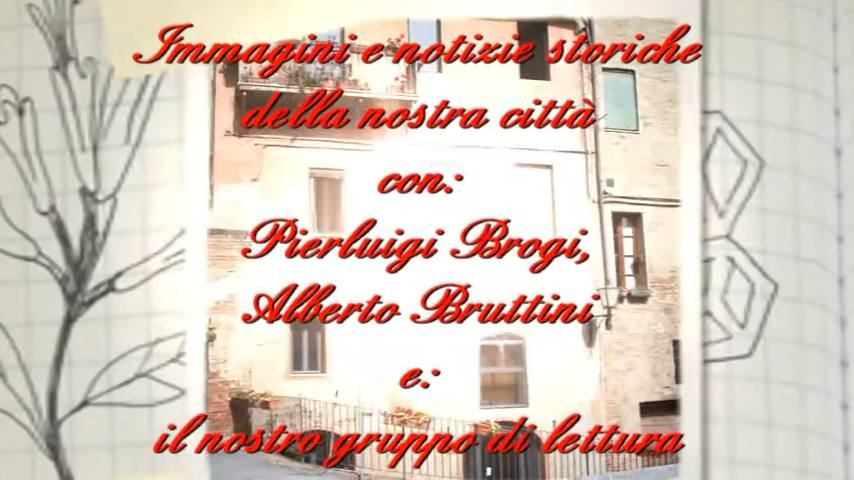 Immagini e notizie storiche
della nostra città
con:
Pierluigi Brogi,
Alberto Bruttini
e:
il nostro gruppo di lettura